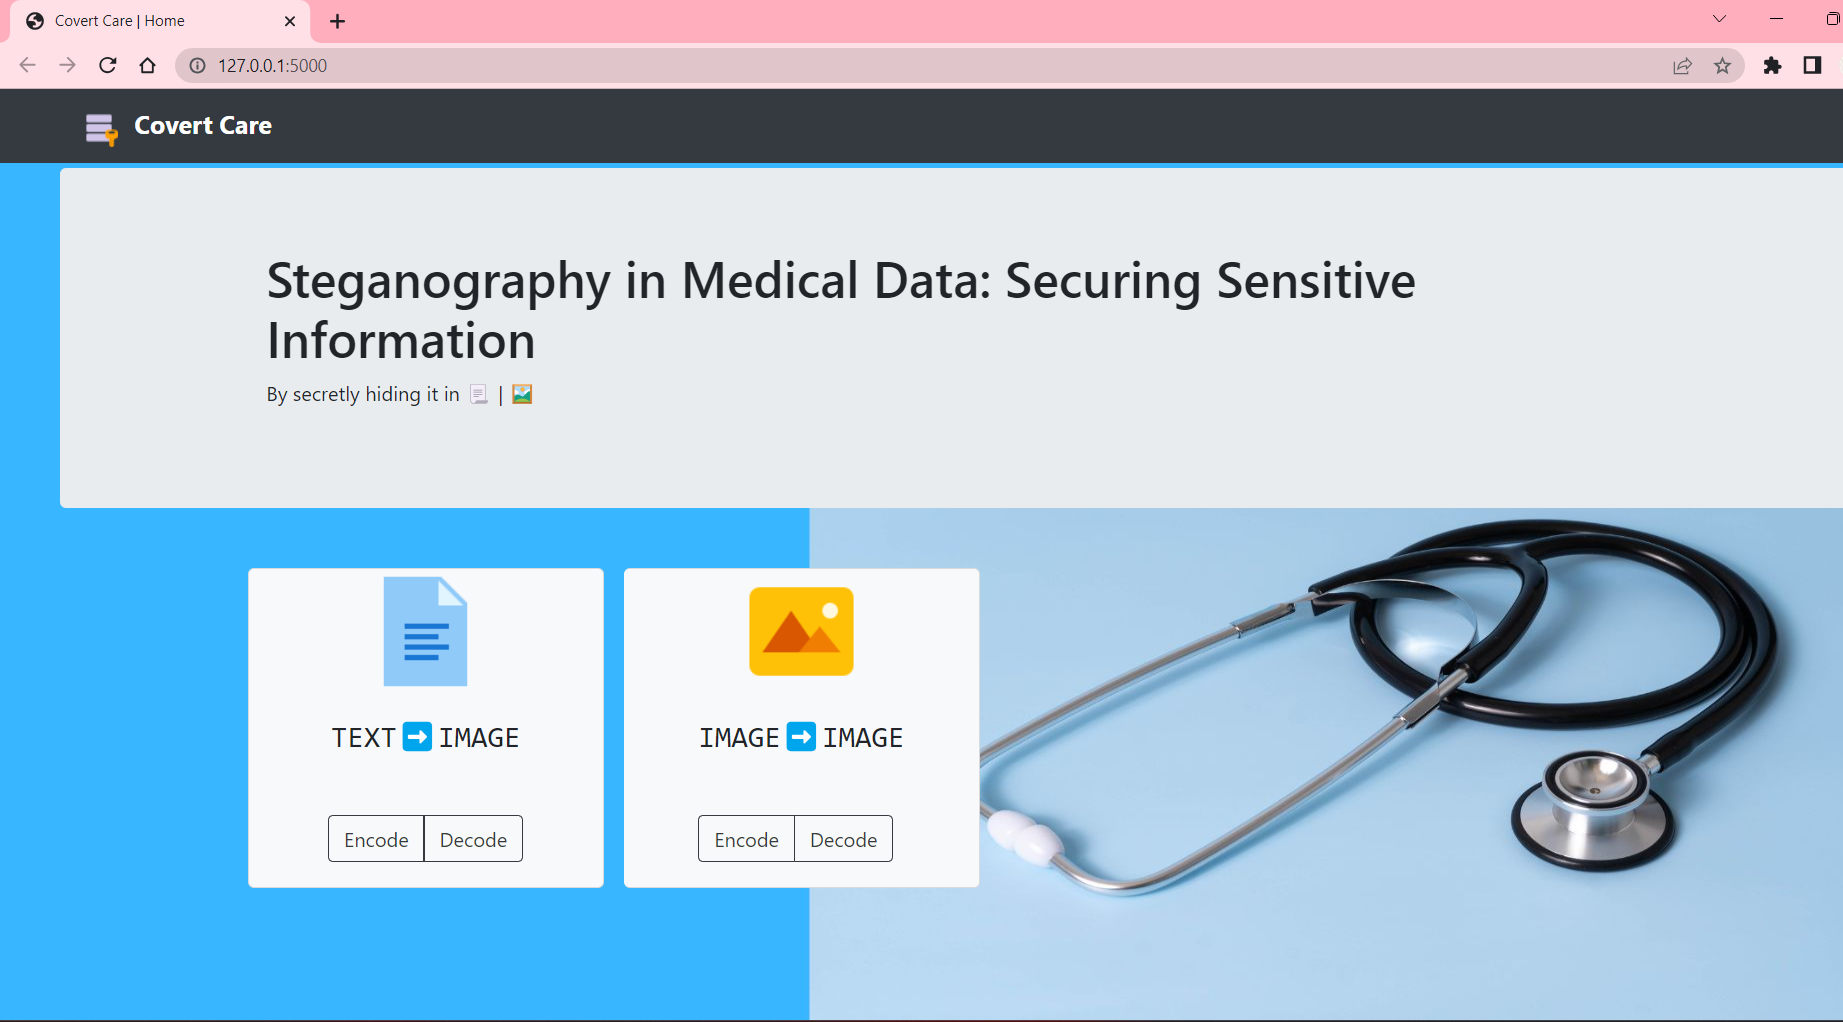 Covert Care | Home
127.0.0.1:5000
Covert Care
Steganography in Medical Data: Securing Sensitive
Information
By secretly hiding it in 📃 | 🖼️
TEXT ➡️ IMAGE
Encode Decode
IMAGE ➡️ IMAGE
Encode Decode